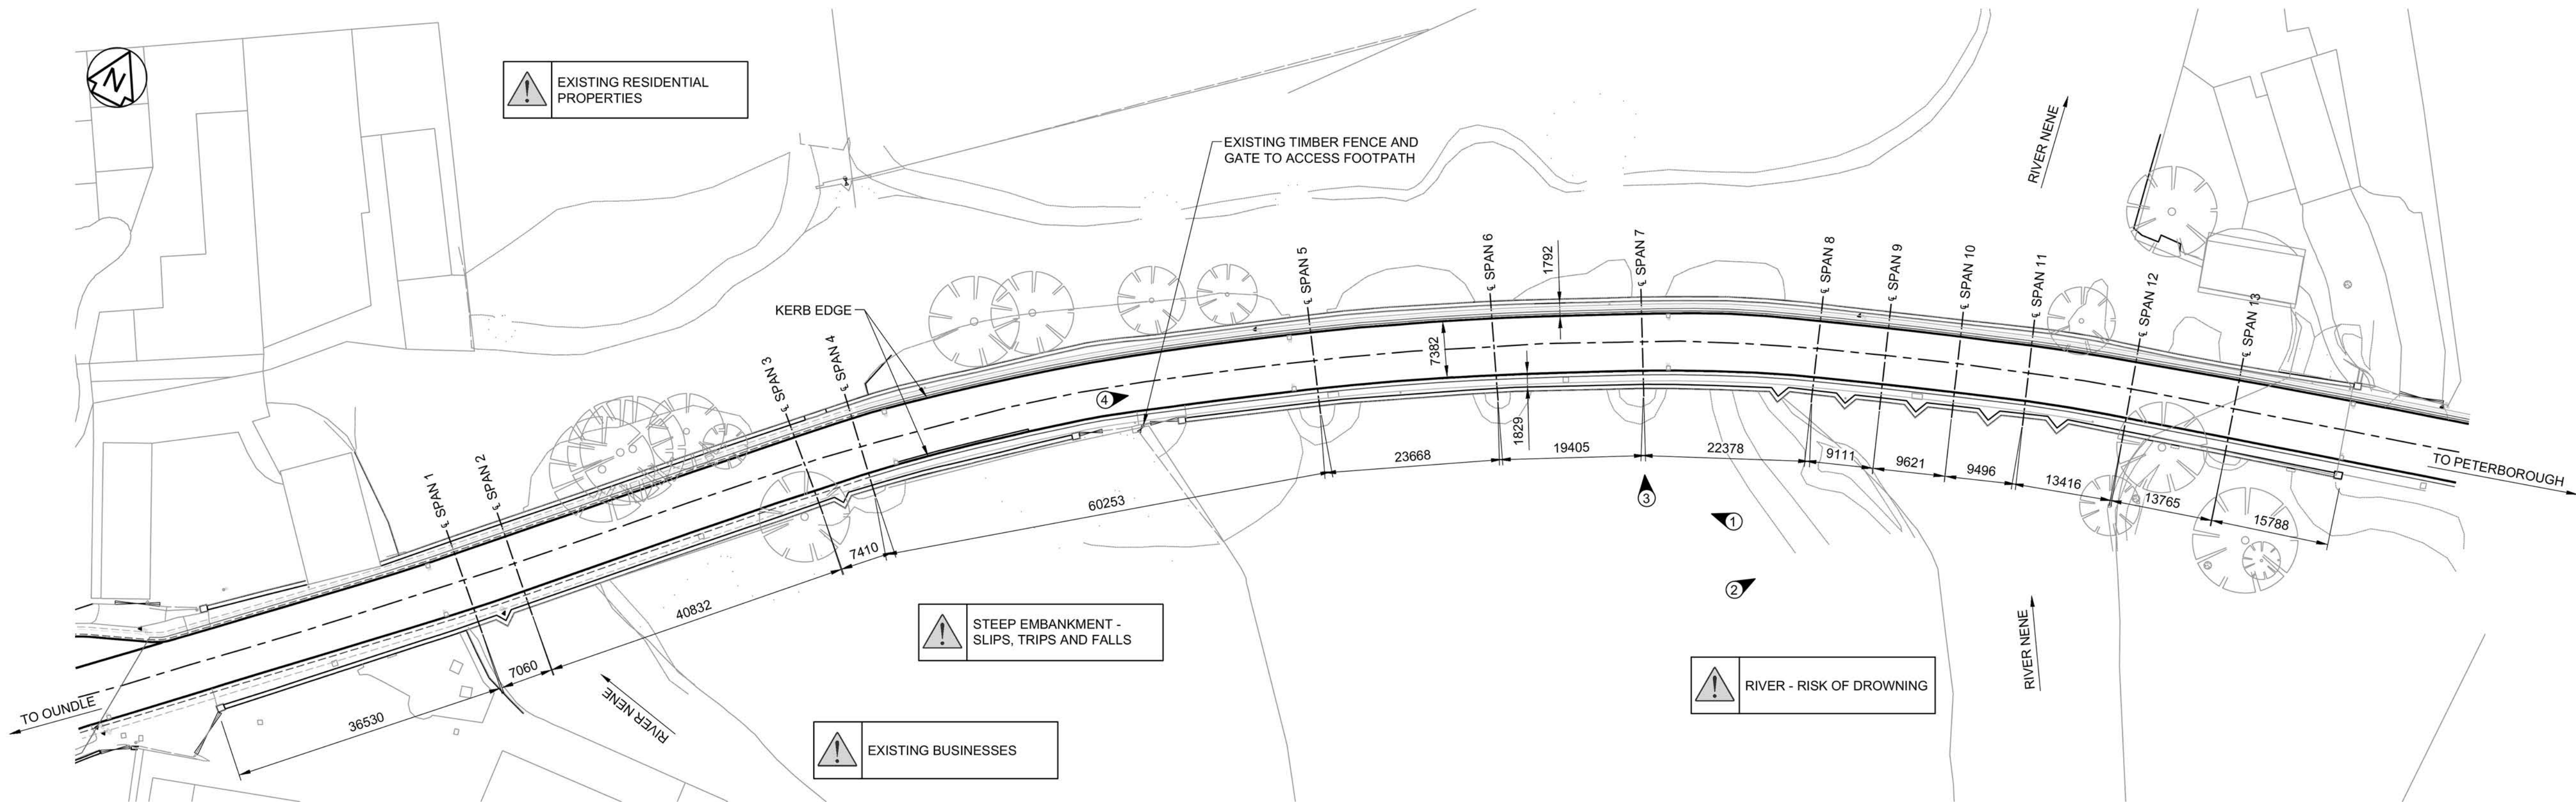 N
EXISTING RESIDENTIAL
PROPERTIES
EXISTING TIMBER FENCE AND
GATE TO ACCESS FOOTPATH
RIVER NENE
KERB EDGE
℄ SPAN 1
℄ SPAN 2
℄ SPAN 3
℄ SPAN 4
℄ SPAN 5
℄ SPAN 6
℄ SPAN 7
℄ SPAN 8
℄ SPAN 9
℄ SPAN 10
℄ SPAN 11
℄ SPAN 12
℄ SPAN 13
1792
7382
1829
4
3
1
2
36530
7060
40832
7410
60253
23668
19405
22378
9111
9621
9496
13416
13765
15788
TO OUNDLE
TO PETERBOROUGH
RIVER NENE
RIVER NENE
STEEP EMBANKMENT -
SLIPS, TRIPS AND FALLS
RIVER - RISK OF DROWNING
EXISTING BUSINESSES